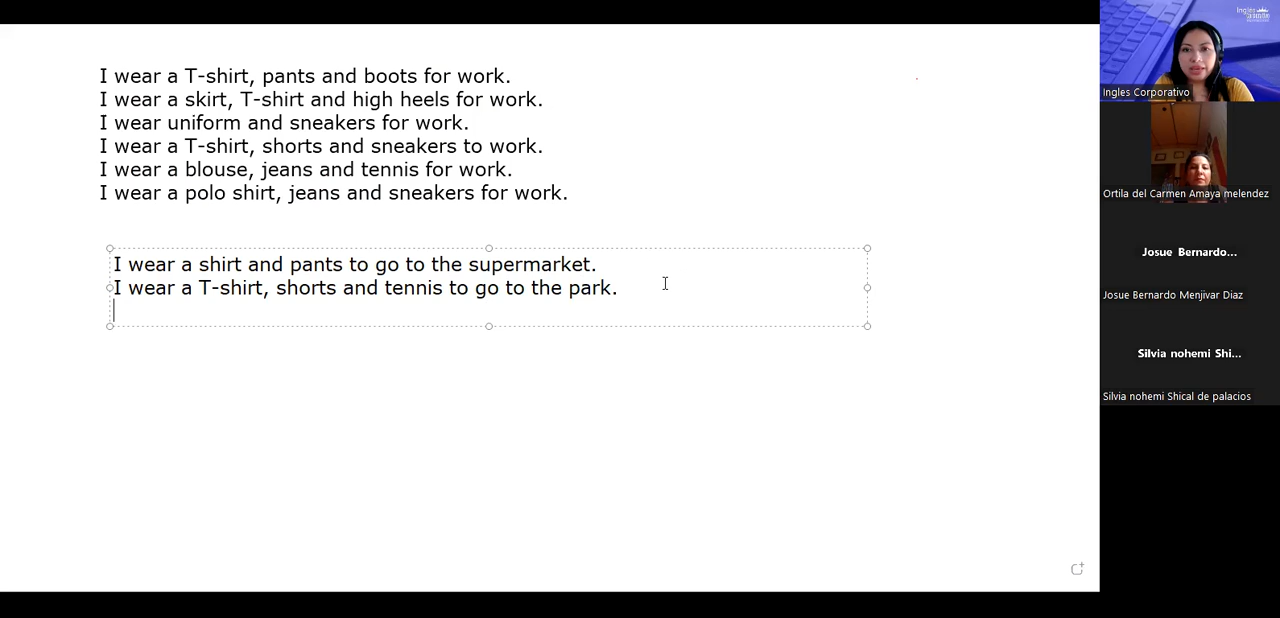 I wear a T-shirt, pants and boots for work.
I wear a skirt, T-shirt and high heels for work.
I wear uniform and sneakers for work.
I wear a T-shirt, shorts and sneakers to work.
I wear a blouse, jeans and tennis for work.
I wear a polo shirt, jeans and sneakers for work.
I wear a shirt and pants to go to the supermarket.
I wear a T-shirt, shorts and tennis to go to the park.
Ingles Corporativo
Ortila del Carmen Amaya melendez
Josue Bernardo...
Josue Bernardo Menjivar Diaz
Silvia nohemi Shi...
Silvia nohemi Shical de palacios